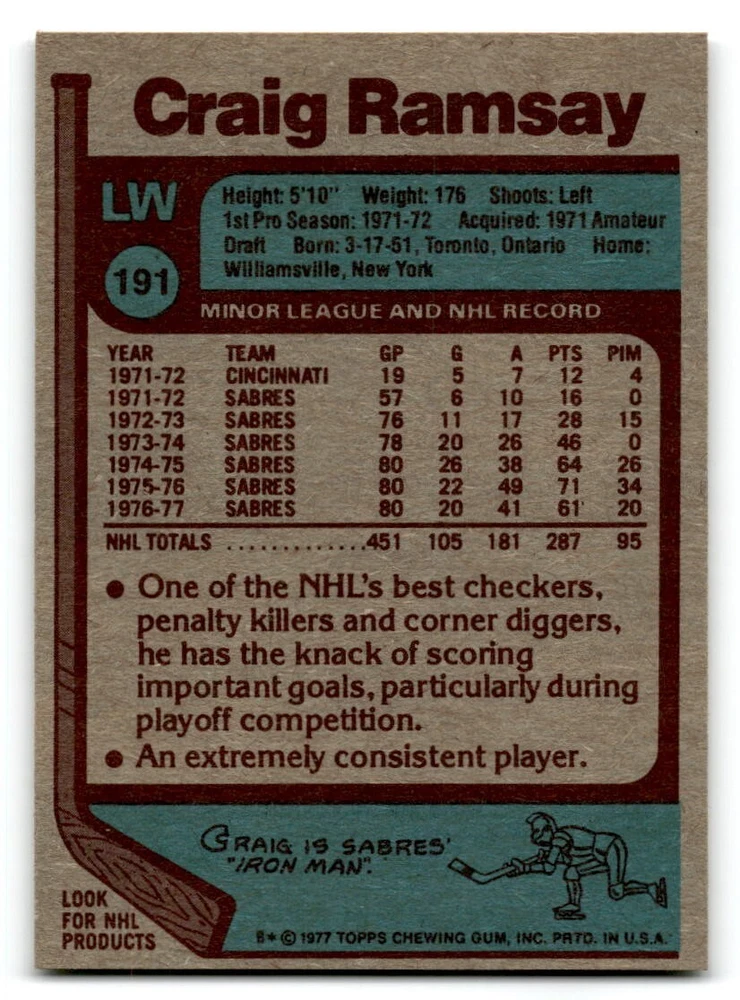 Craig Ramsay
LW
191
Height: 5'10" Weight: 176 Shoots: Left
1st Pro Season: 1971-72 Acquired: 1971 Amateur
Draft Born: 3-17-51, Toronto, Ontario Home:
Williamsville, New York
MINOR LEAGUE AND NHL RECORD
YEAR TEAM GP G A PTS PIM
1971-72 CINCINNATI 19 5 7 12 4
1971-72 SABRES 57 6 10 16 0
1972-73 SABRES 76 11 17 28 15
1973-74 SABRES 78 20 26 46 0
1974-75 SABRES 80 26 38 64 26
1975-76 SABRES 80 22 49 71 34
1976-77 SABRES 80 20 41 61 20
NHL TOTALS .............451 105 181 287 95
• One of the NHL's best checkers,
penalty killers and corner diggers,
he has the knack of scoring
important goals, particularly during
playoff competition.
• An extremely consistent player.
CRAIG IS SABRES'
"IRON MAN".
LOOK
FOR NHL
PRODUCTS
B* © 1977 TOPPS CHEWING GUM, INC. PRTD. IN U.S.A.